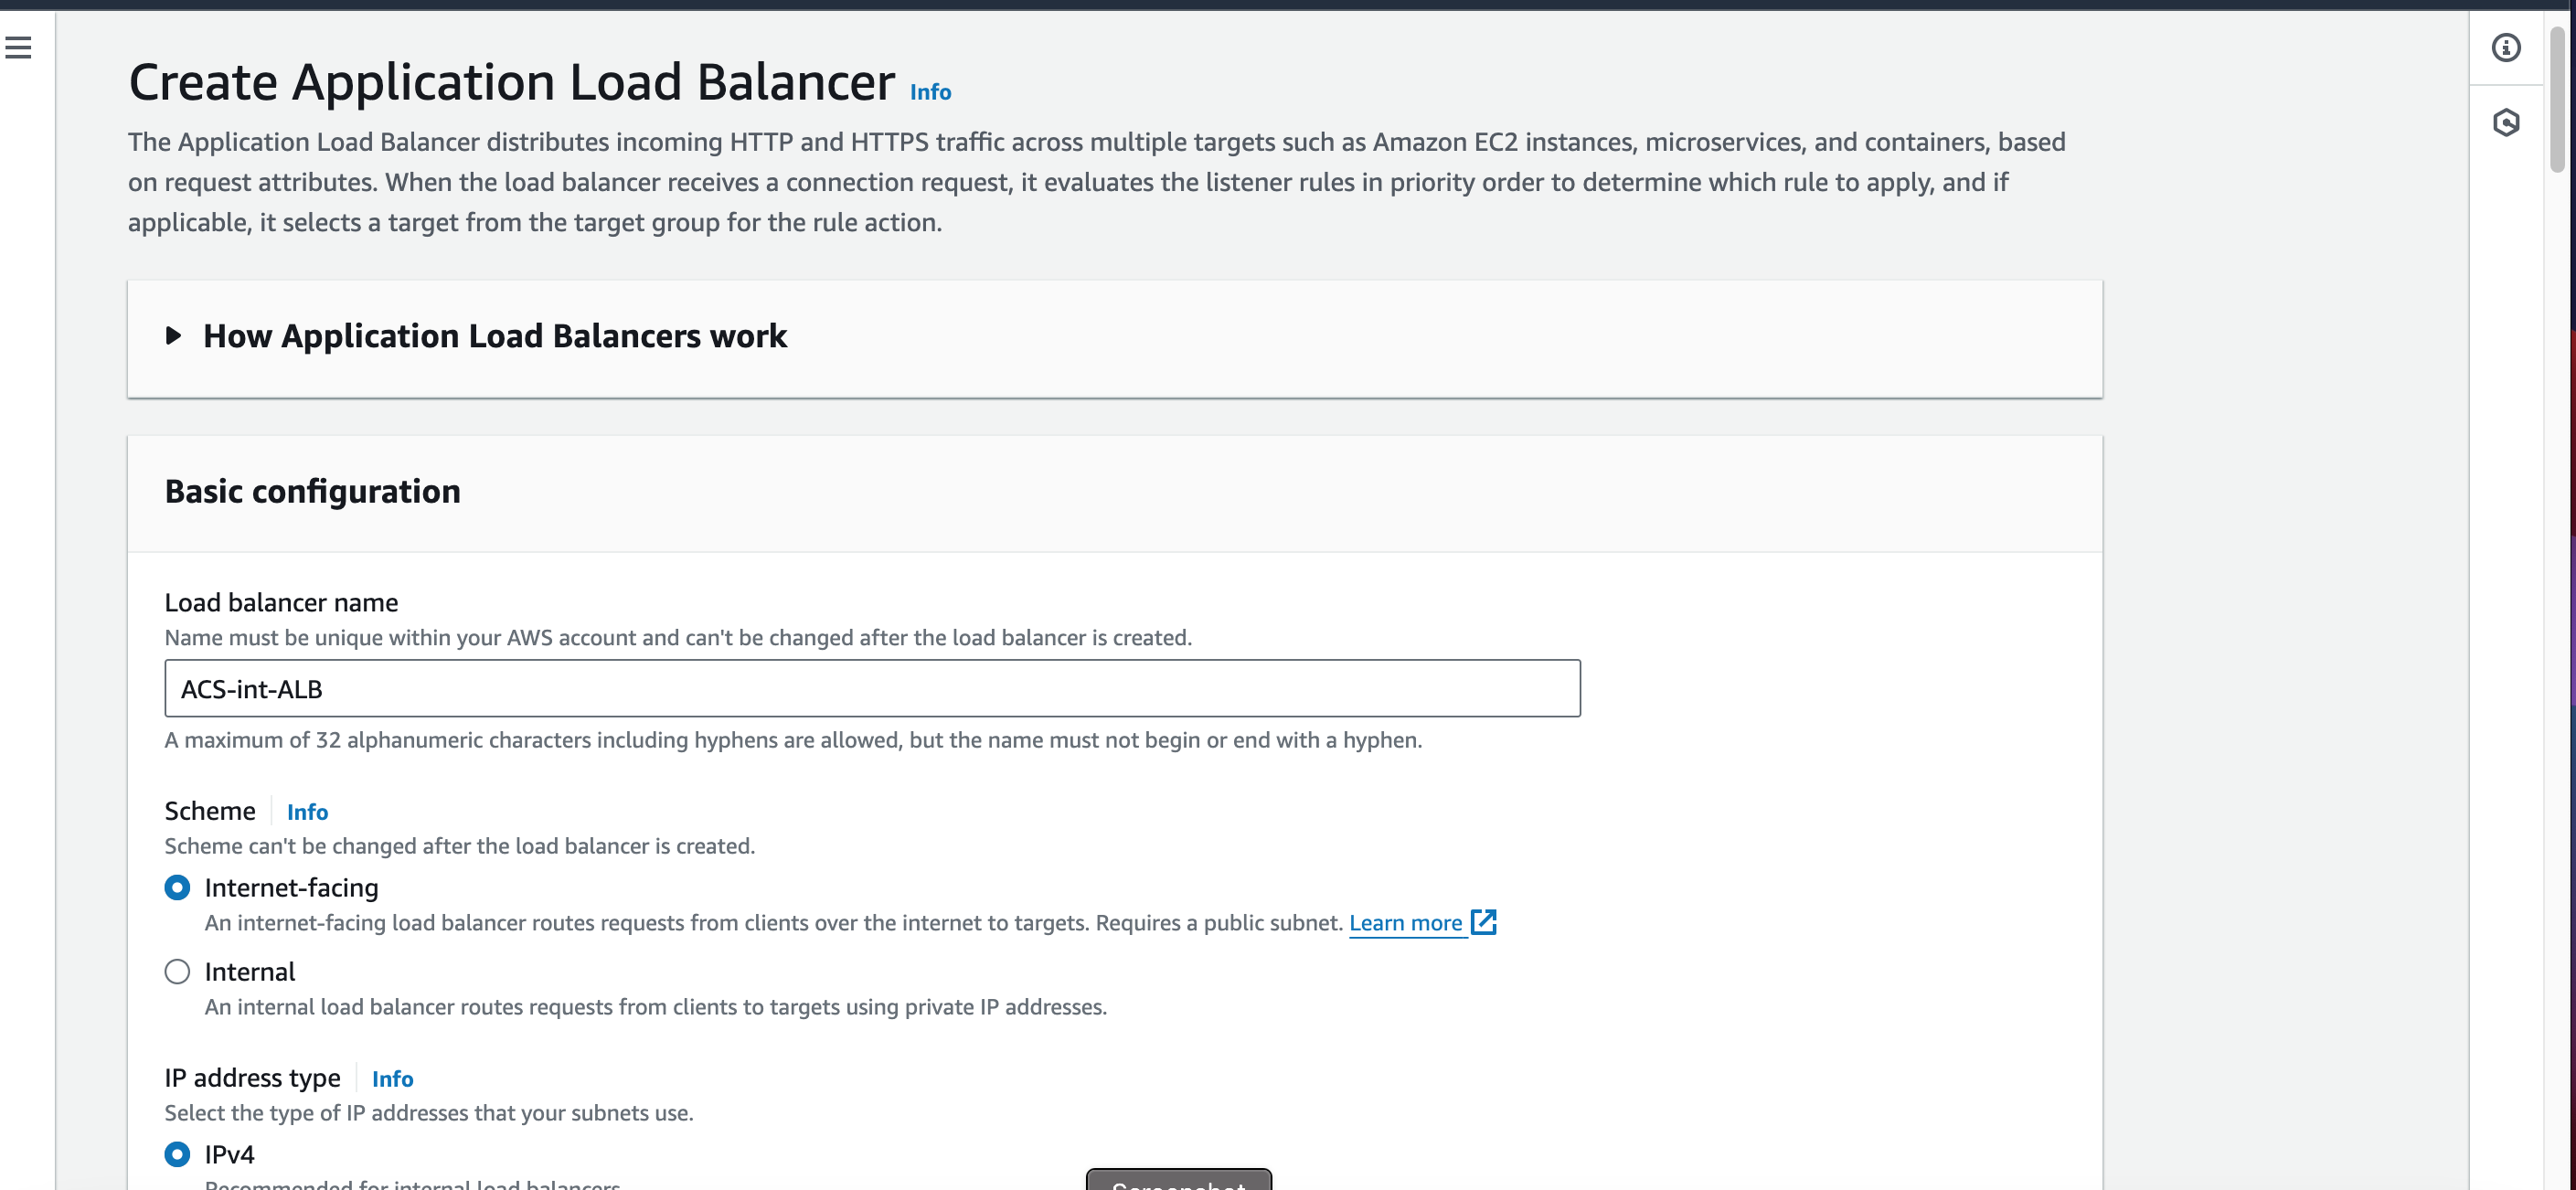 Create Application Load Balancer Info
The Application Load Balancer distributes incoming HTTP and HTTPS traffic across multiple targets such as Amazon EC2 instances, microservices, and containers, based
on request attributes. When the load balancer receives a connection request, it evaluates the listener rules in priority order to determine which rule to apply, and if
applicable, it selects a target from the target group for the rule action.
How Application Load Balancers work
Basic configuration
Load balancer name
Name must be unique within your AWS account and can't be changed after the load balancer is created.
ACS-int-ALB
A maximum of 32 alphanumeric characters including hyphens are allowed, but the name must not begin or end with a hyphen.
Scheme Info
Scheme can't be changed after the load balancer is created.
Internet-facing
An internet-facing load balancer routes requests from clients over the internet to targets. Requires a public subnet. Learn more
Internal
An internal load balancer routes requests from clients to targets using private IP addresses.
IP address type Info
Select the type of IP addresses that your subnets use.
IPv4
Recommended for internal load balancers.
Screenshot